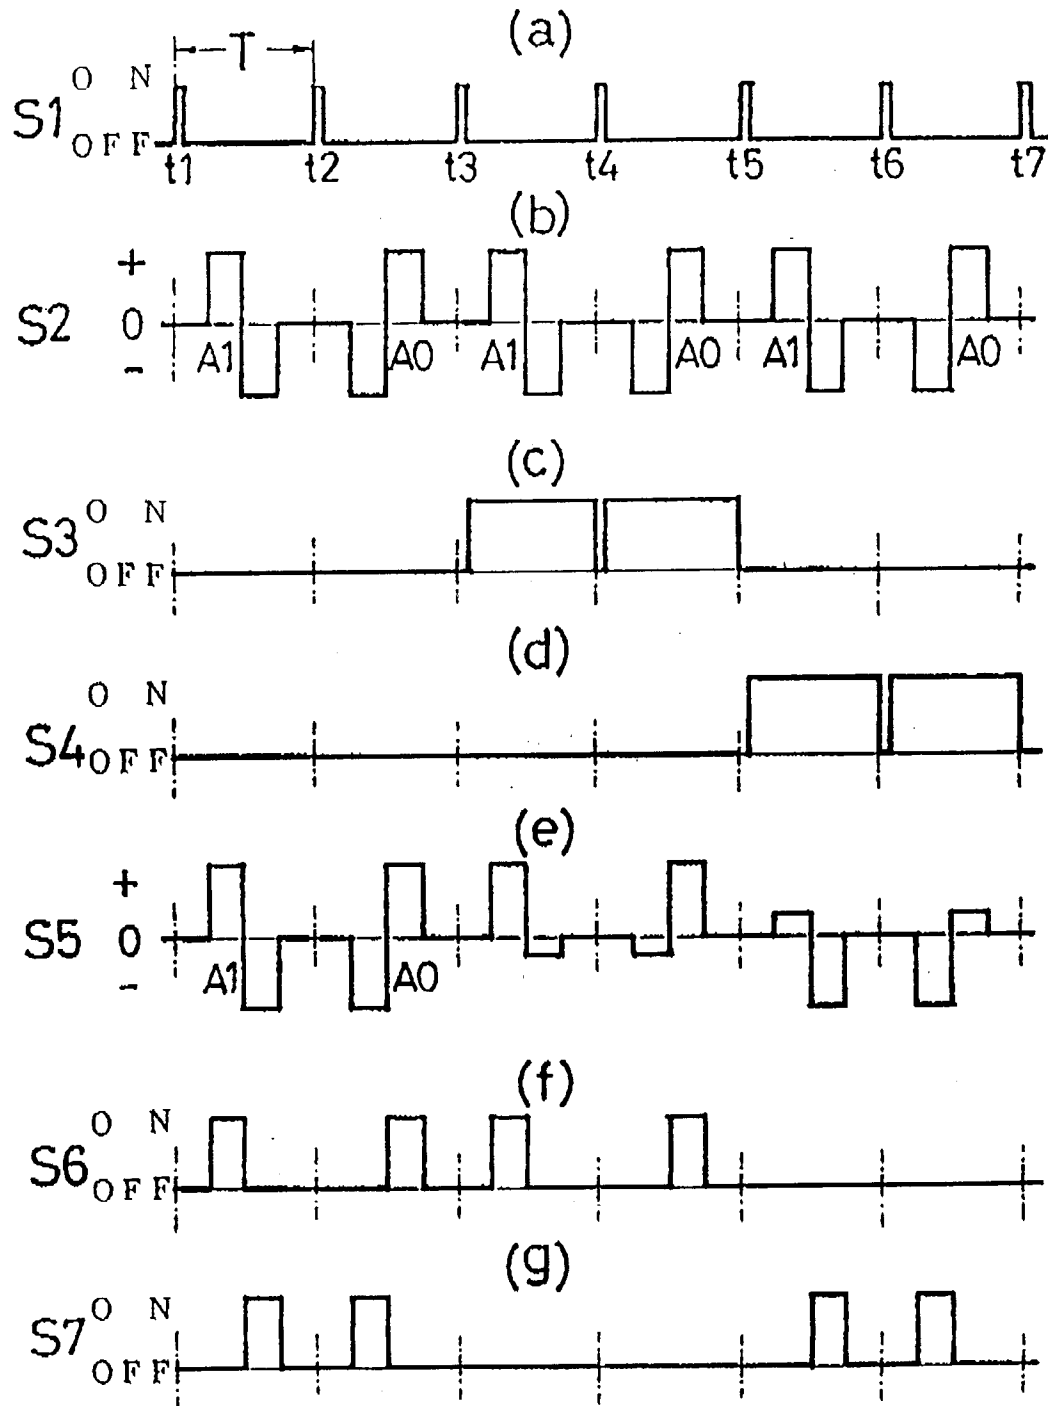 (a)
T
S1 ON
OFF
t1 t2 t3 t4 t5 t6 t7
(b)
+
S2 0
-
A1 A0 A1 A0 A1 A0
(c)
S3 ON
OFF
(d)
ON
S4 OFF
(e)
+
S5 0
-
A1 A0
(f)
ON
S6 OFF
(g)
ON
S7 OFF